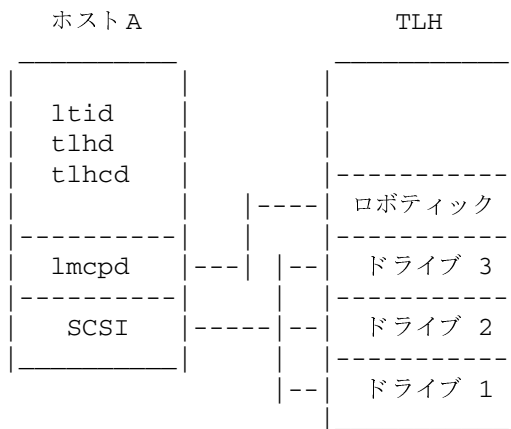 ホスト A
TLH
ltid
tlhd
tlhcd
ロボティック
lmcpd
ドライブ 3
SCSI
ドライブ 2
ドライブ 1